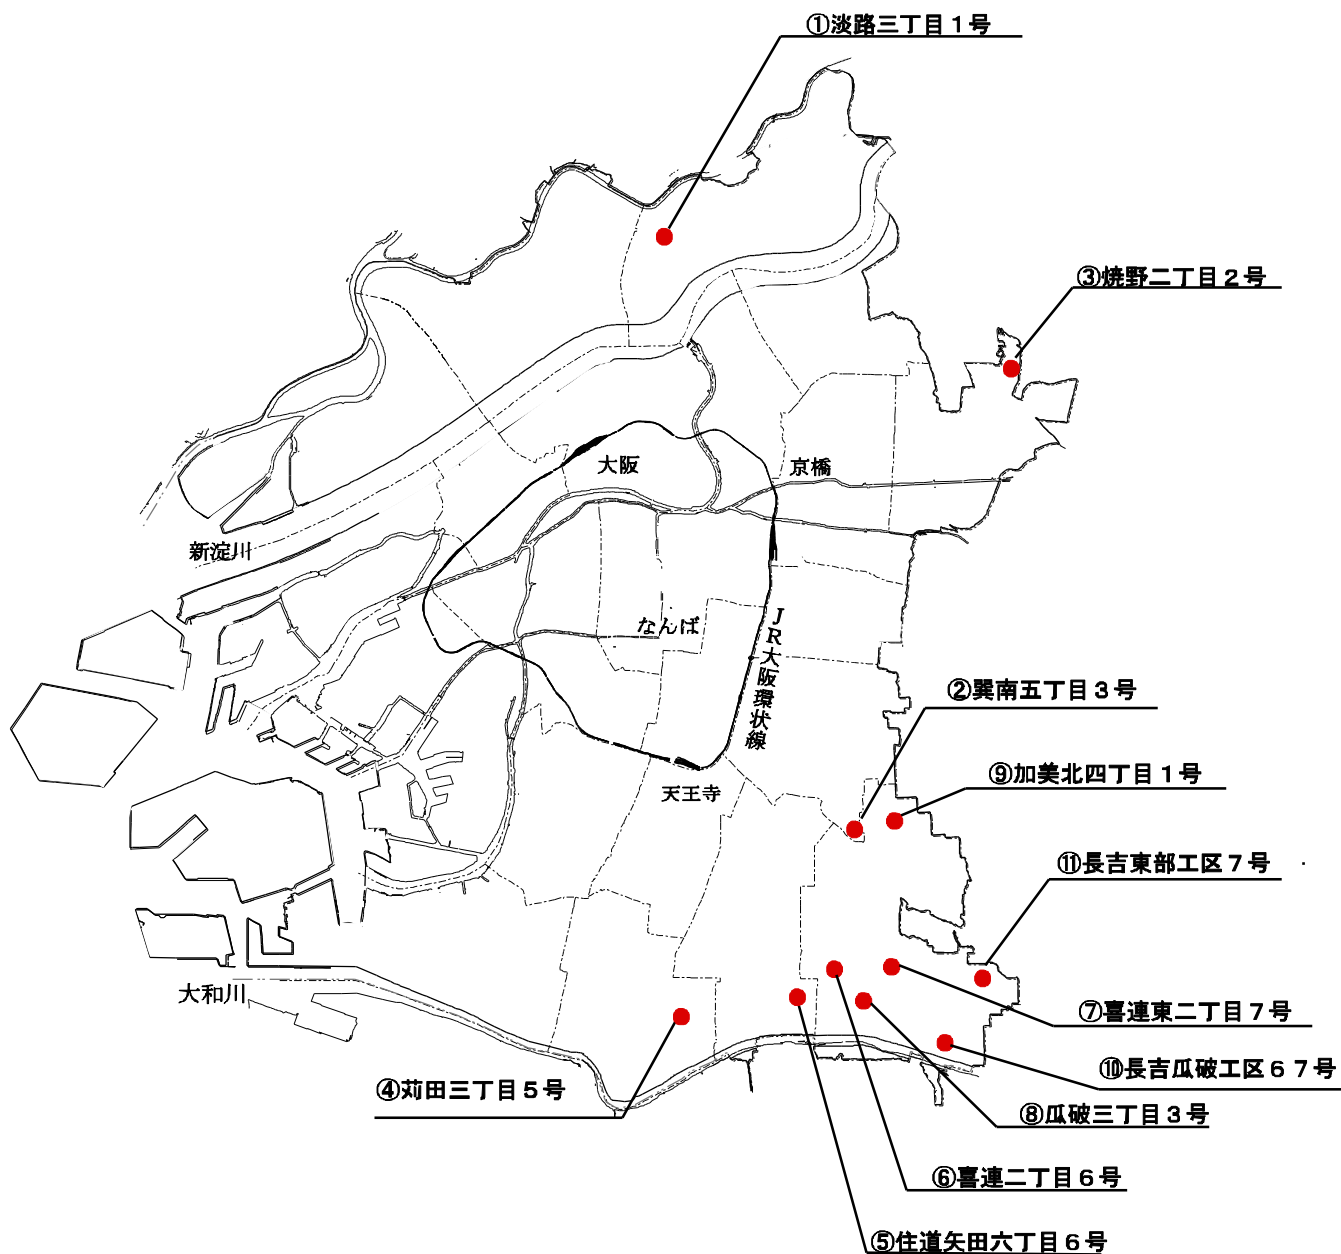 ①淡路三丁目１号
③焼野二丁目２号
大阪
京橋
新淀川
なんば
ＪＲ大阪環状線
②巽南五丁目３号
⑨加美北四丁目１号
天王寺
⑪長吉東部工区７号
大和川
⑦喜連東二丁目７号
⑩長吉瓜破工区６７号
④苅田三丁目５号
⑧瓜破三丁目３号
⑥喜連二丁目６号
⑤住道矢田六丁目６号